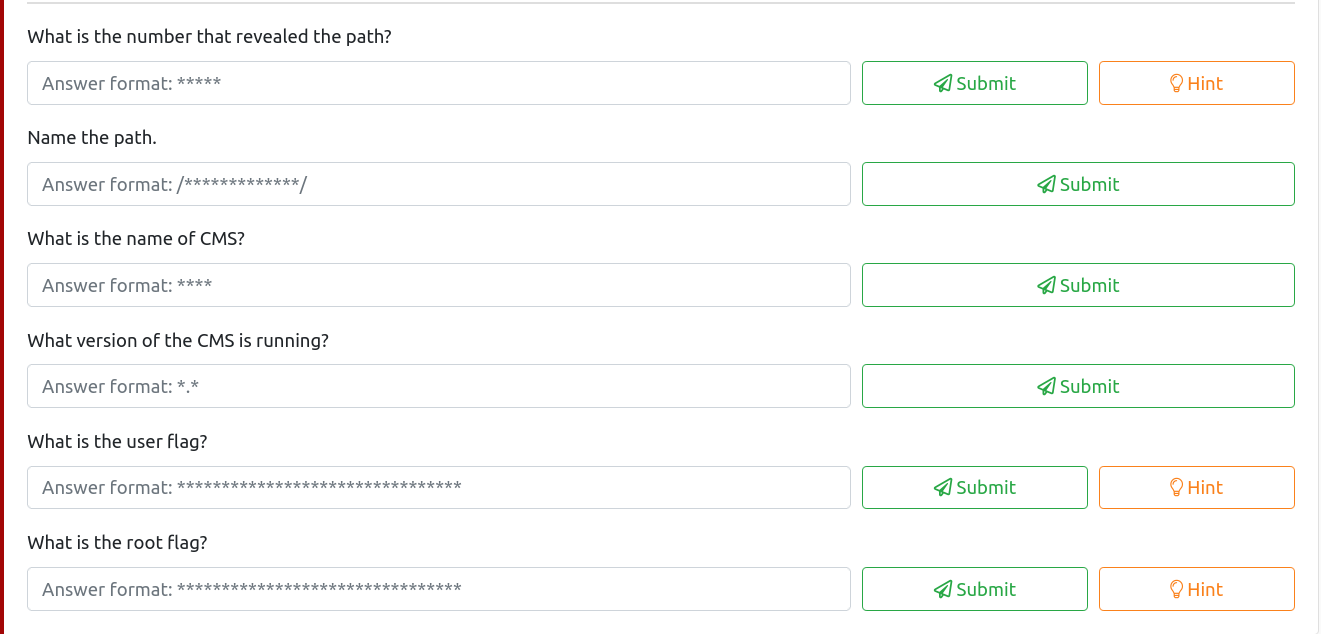 What is the number that revealed the path?
Answer format: *****
Submit
Hint
Name the path.
Answer format: /*************/
Submit
What is the name of CMS?
Answer format: ****
Submit
What version of the CMS is running?
Answer format: *.*
Submit
What is the user flag?
Answer format: ********************************
Submit
Hint
What is the root flag?
Answer format: ********************************
Submit
Hint